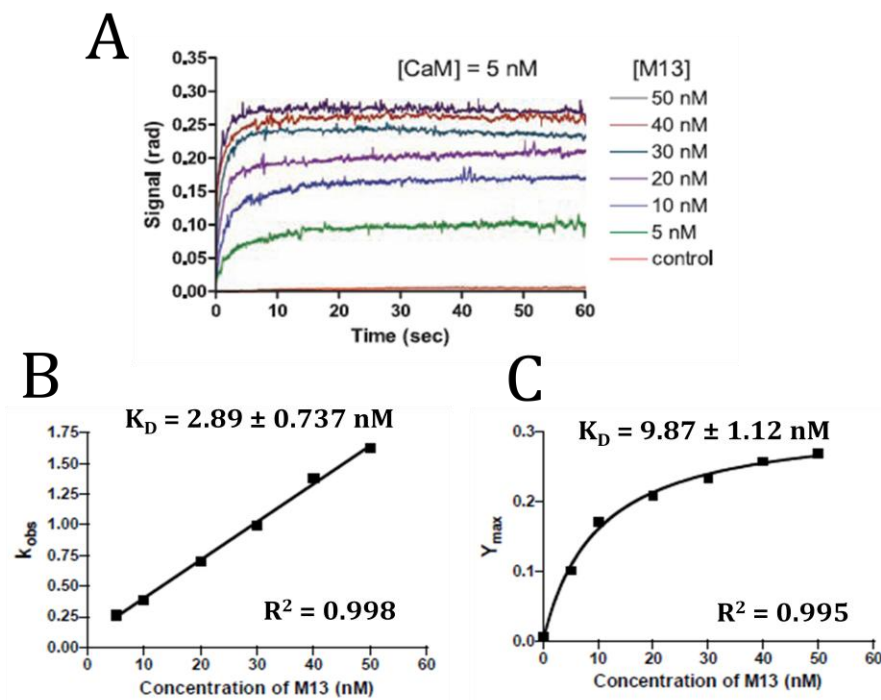 A
[CaM] = 5 nM
[M13]
50 nM
40 nM
30 nM
20 nM
10 nM
5 nM
control
Signal (rad)
0.35
0.30
0.25
0.20
0.15
0.10
0.05
0.00
0 10 20 30 40 50 60
Time (sec)
B
K_D = 2.89 ± 0.737 nM
k_obs
1.75
1.50
1.25
1.00
0.75
0.50
0.25
0.00
R² = 0.998
0 10 20 30 40 50 60
Concentration of M13 (nM)
C
K_D = 9.87 ± 1.12 nM
Y_max
0.3
0.2
0.1
0.0
R² = 0.995
0 10 20 30 40 50 60
Concentration of M13 (nM)